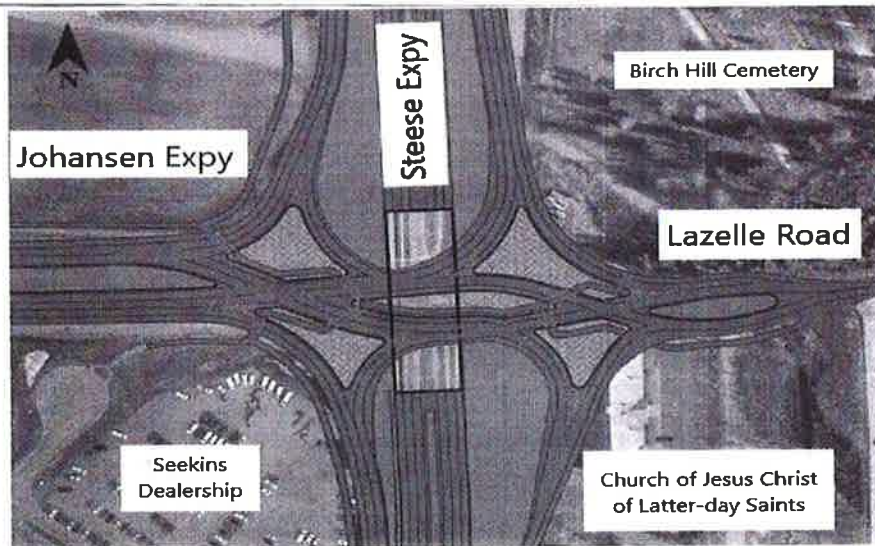 N
Johansen Expy
Steese Expy
Birch Hill Cemetery
Lazelle Road
Seekins
Dealership
Church of Jesus Christ
of Latter-day Saints